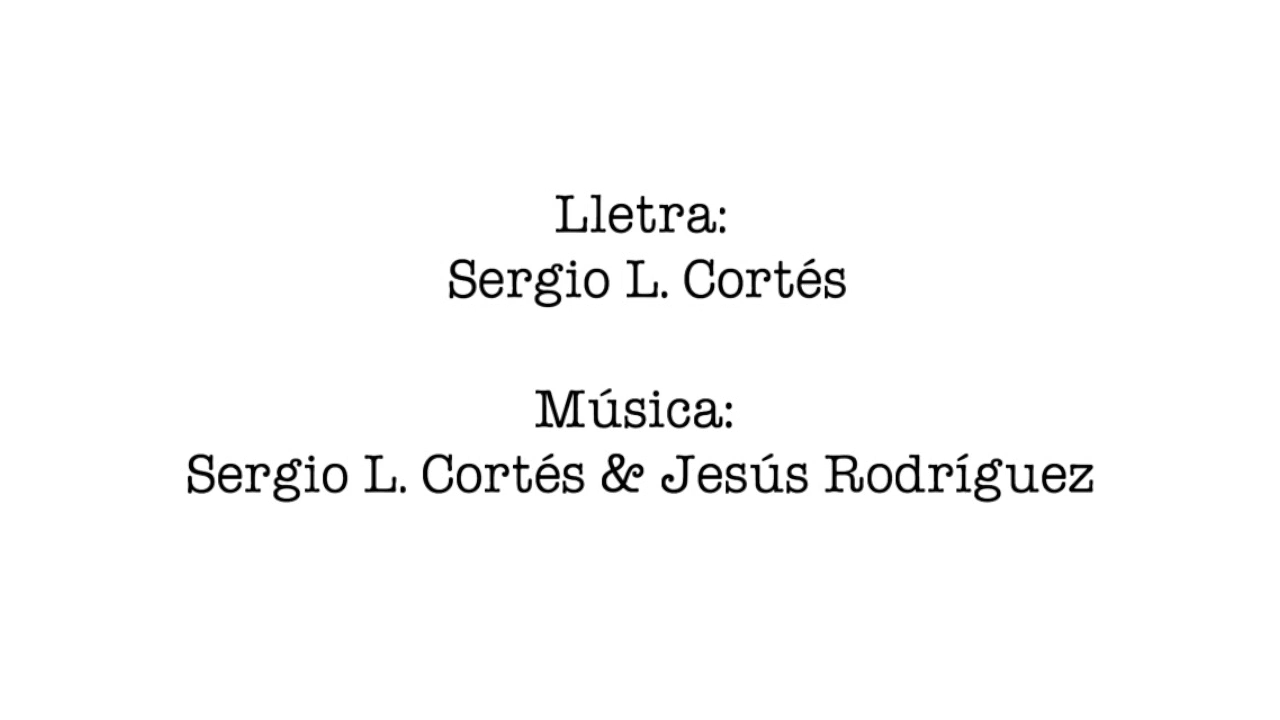 Lletra:
Sergio L. Cortés
Música:
Sergio L. Cortés & Jesús Rodríguez